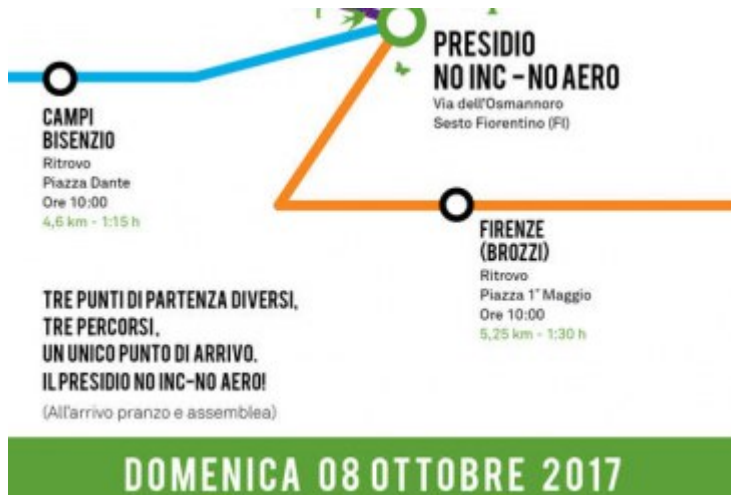 PRESIDIO
NO INC - NO AERO
Via dell'Osmannoro
Sesto Fiorentino (FI)
CAMPI
BISENZIO
Ritrovo
Piazza Dante
Ore 10:00
4,6 km - 1:15 h
FIRENZE
(BROZZI)
Ritrovo
Piazza 1° Maggio
Ore 10:00
5,25 km - 1:30 h
TRE PUNTI DI PARTENZA DIVERSI,
TRE PERCORSI,
UN UNICO PUNTO DI ARRIVO.
IL PRESIDIO NO INC-NO AERO!
(All'arrivo pranzo e assemblea)
DOMENICA 08 OTTOBRE 2017